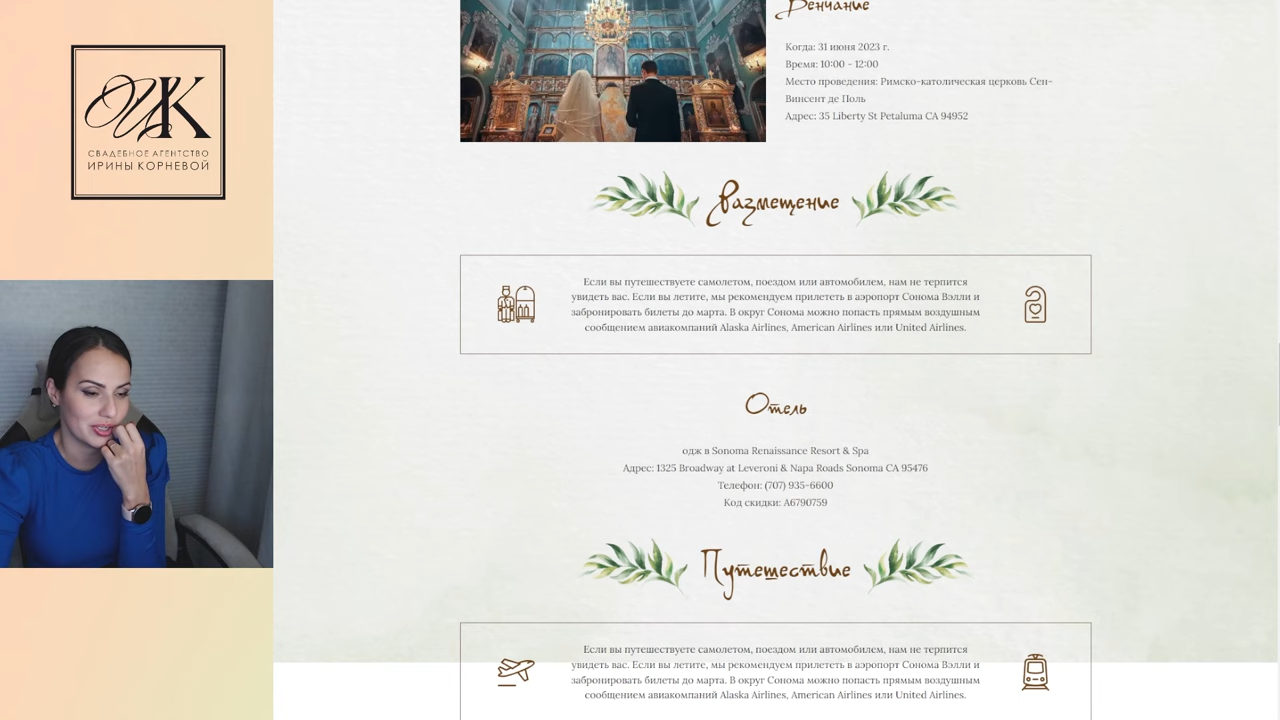 ИК
СВАДЕБНОЕ АГЕНТСТВО
ИРИНЫ КОРНЕВОЙ
Венчание
Когда: 31 июня 2023 г.
Время: 10:00 - 12:00
Место проведения: Римско-католическая церковь Сен-
Винсент де Поль
Адрес: 35 Liberty St Petaluma CA 94952
Размещение
Если вы путешествуете самолетом, поездом или автомобилем, нам не терпится
увидеть вас. Если вы летите, мы рекомендуем прилететь в аэропорт Сонома Вэлли и
забронировать билеты до марта. В округ Сонома можно попасть прямым воздушным
сообщением авиакомпаний Alaska Airlines, American Airlines или United Airlines.
Отель
одж в Sonoma Renaissance Resort & Spa
Адрес: 1325 Broadway at Leveroni & Napa Roads Sonoma CA 95476
Телефон: (707) 935-6600
Код скидки: A6790759
Путешествие
Если вы путешествуете самолетом, поездом или автомобилем, нам не терпится
увидеть вас. Если вы летите, мы рекомендуем прилететь в аэропорт Сонома Вэлли и
забронировать билеты до марта. В округ Сонома можно попасть прямым воздушным
сообщением авиакомпаний Alaska Airlines, American Airlines или United Airlines.